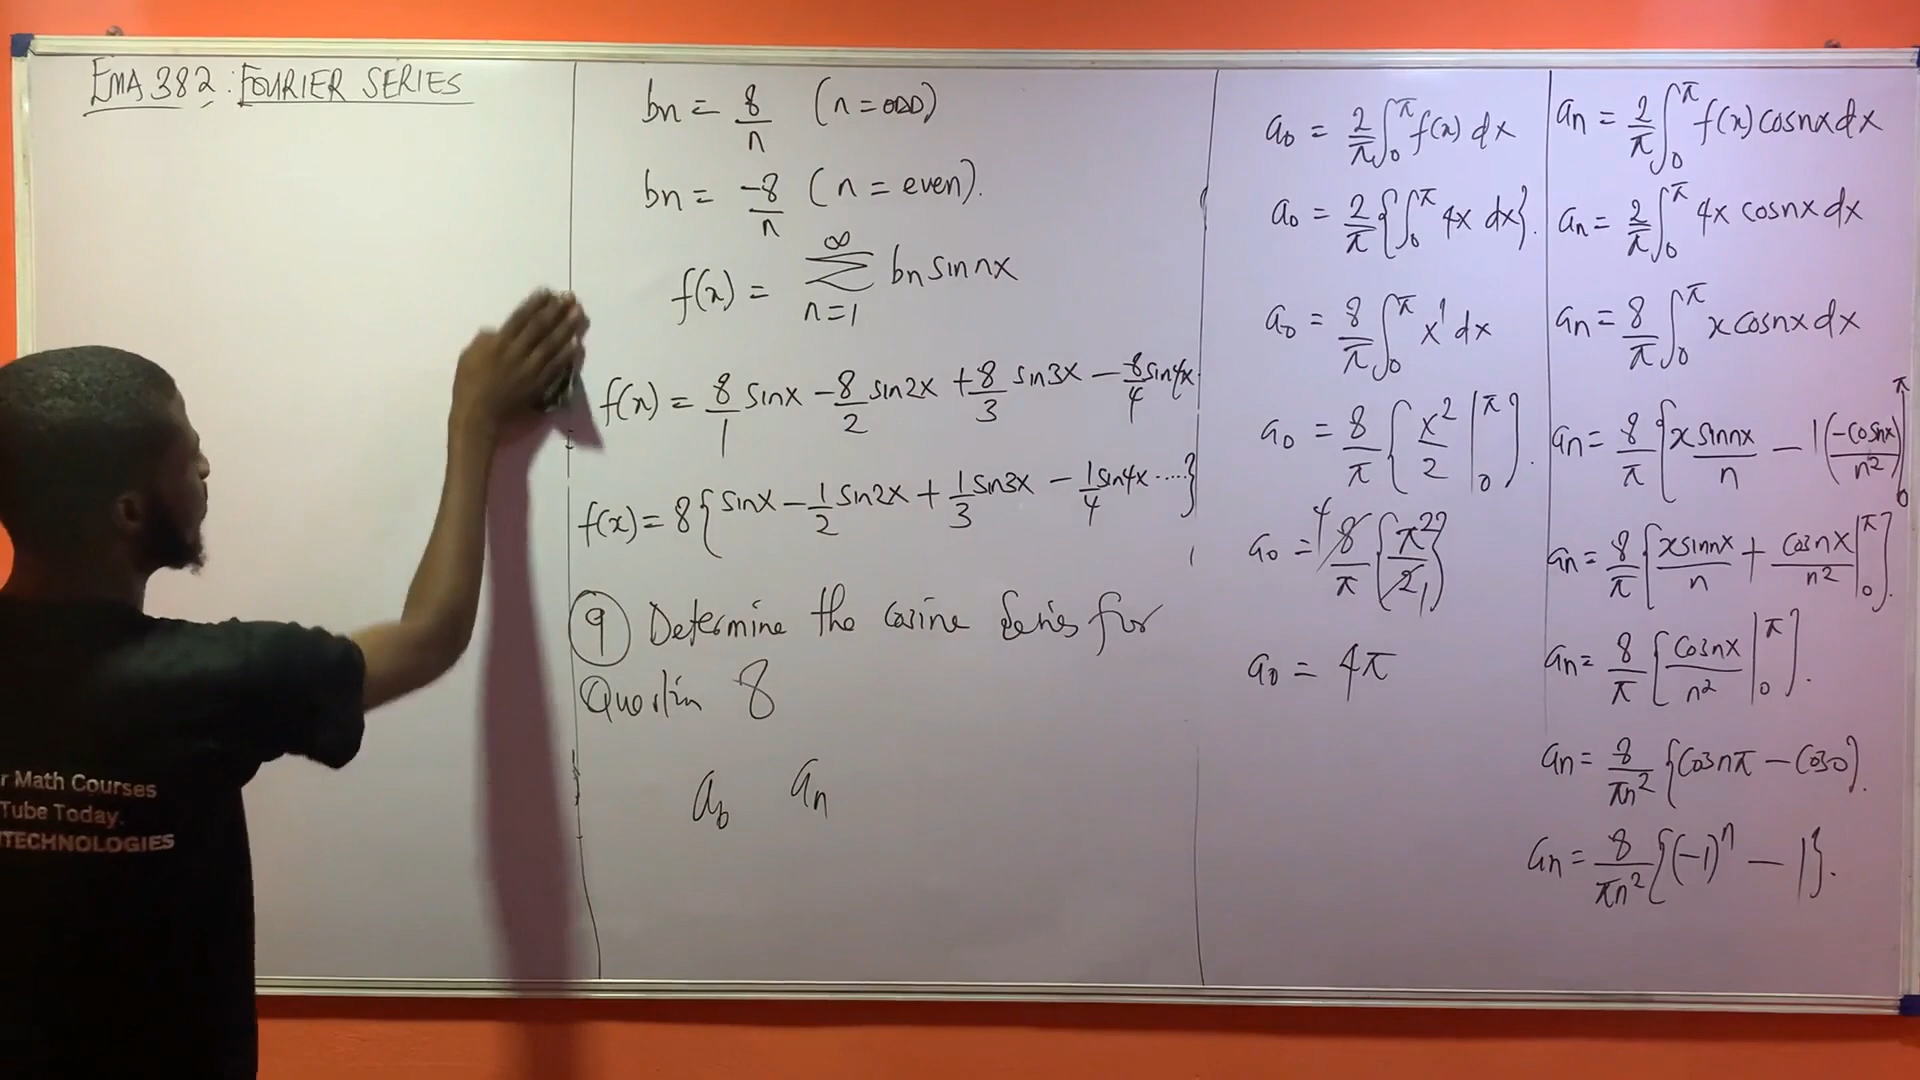 EMA 382: FOURIER SERIES
bn = 8/n (n = ODD)
bn = -8/n (n = even).
f(x) = ∑_{n=1}^{∞} bn sin nx
f(x) = 8/1 sinx - 8/2 sin2x + 8/3 sin3x - 8/4 sin4x
f(x) = 8{sinx - 1/2 sin2x + 1/3 sin3x - 1/4 sin4x .....}
9 Determine the cosine series for
Question 8
a0 an
a0 = 2/π ∫_0^π f(x) dx
a0 = 2/π {∫_0^π 4x dx}.
a0 = 8/π ∫_0^π x^1 dx
a0 = 8/π {x^2/2 |_0^π}.
a0 = 4 8/π {π^2/2 1}
a0 = 4π
an = 2/π ∫_0^π f(x) cosnx dx
an = 2/π ∫_0^π 4x cosnx dx
an = 8/π ∫_0^π x cosnx dx
an = 8/π {x sinnx/n - 1(-cosnx/n^2)}_0^π
an = 8/π {x sinnx/n + cosnx/n^2 |_0^π}.
an = 8/π {cosnx/n^2 |_0^π}.
an = 8/πn^2 {cosnπ - cos0}.
an = 8/πn^2 {(-1)^n - 1}.
r Math Courses
Tube Today.
TECHNOLOGIES